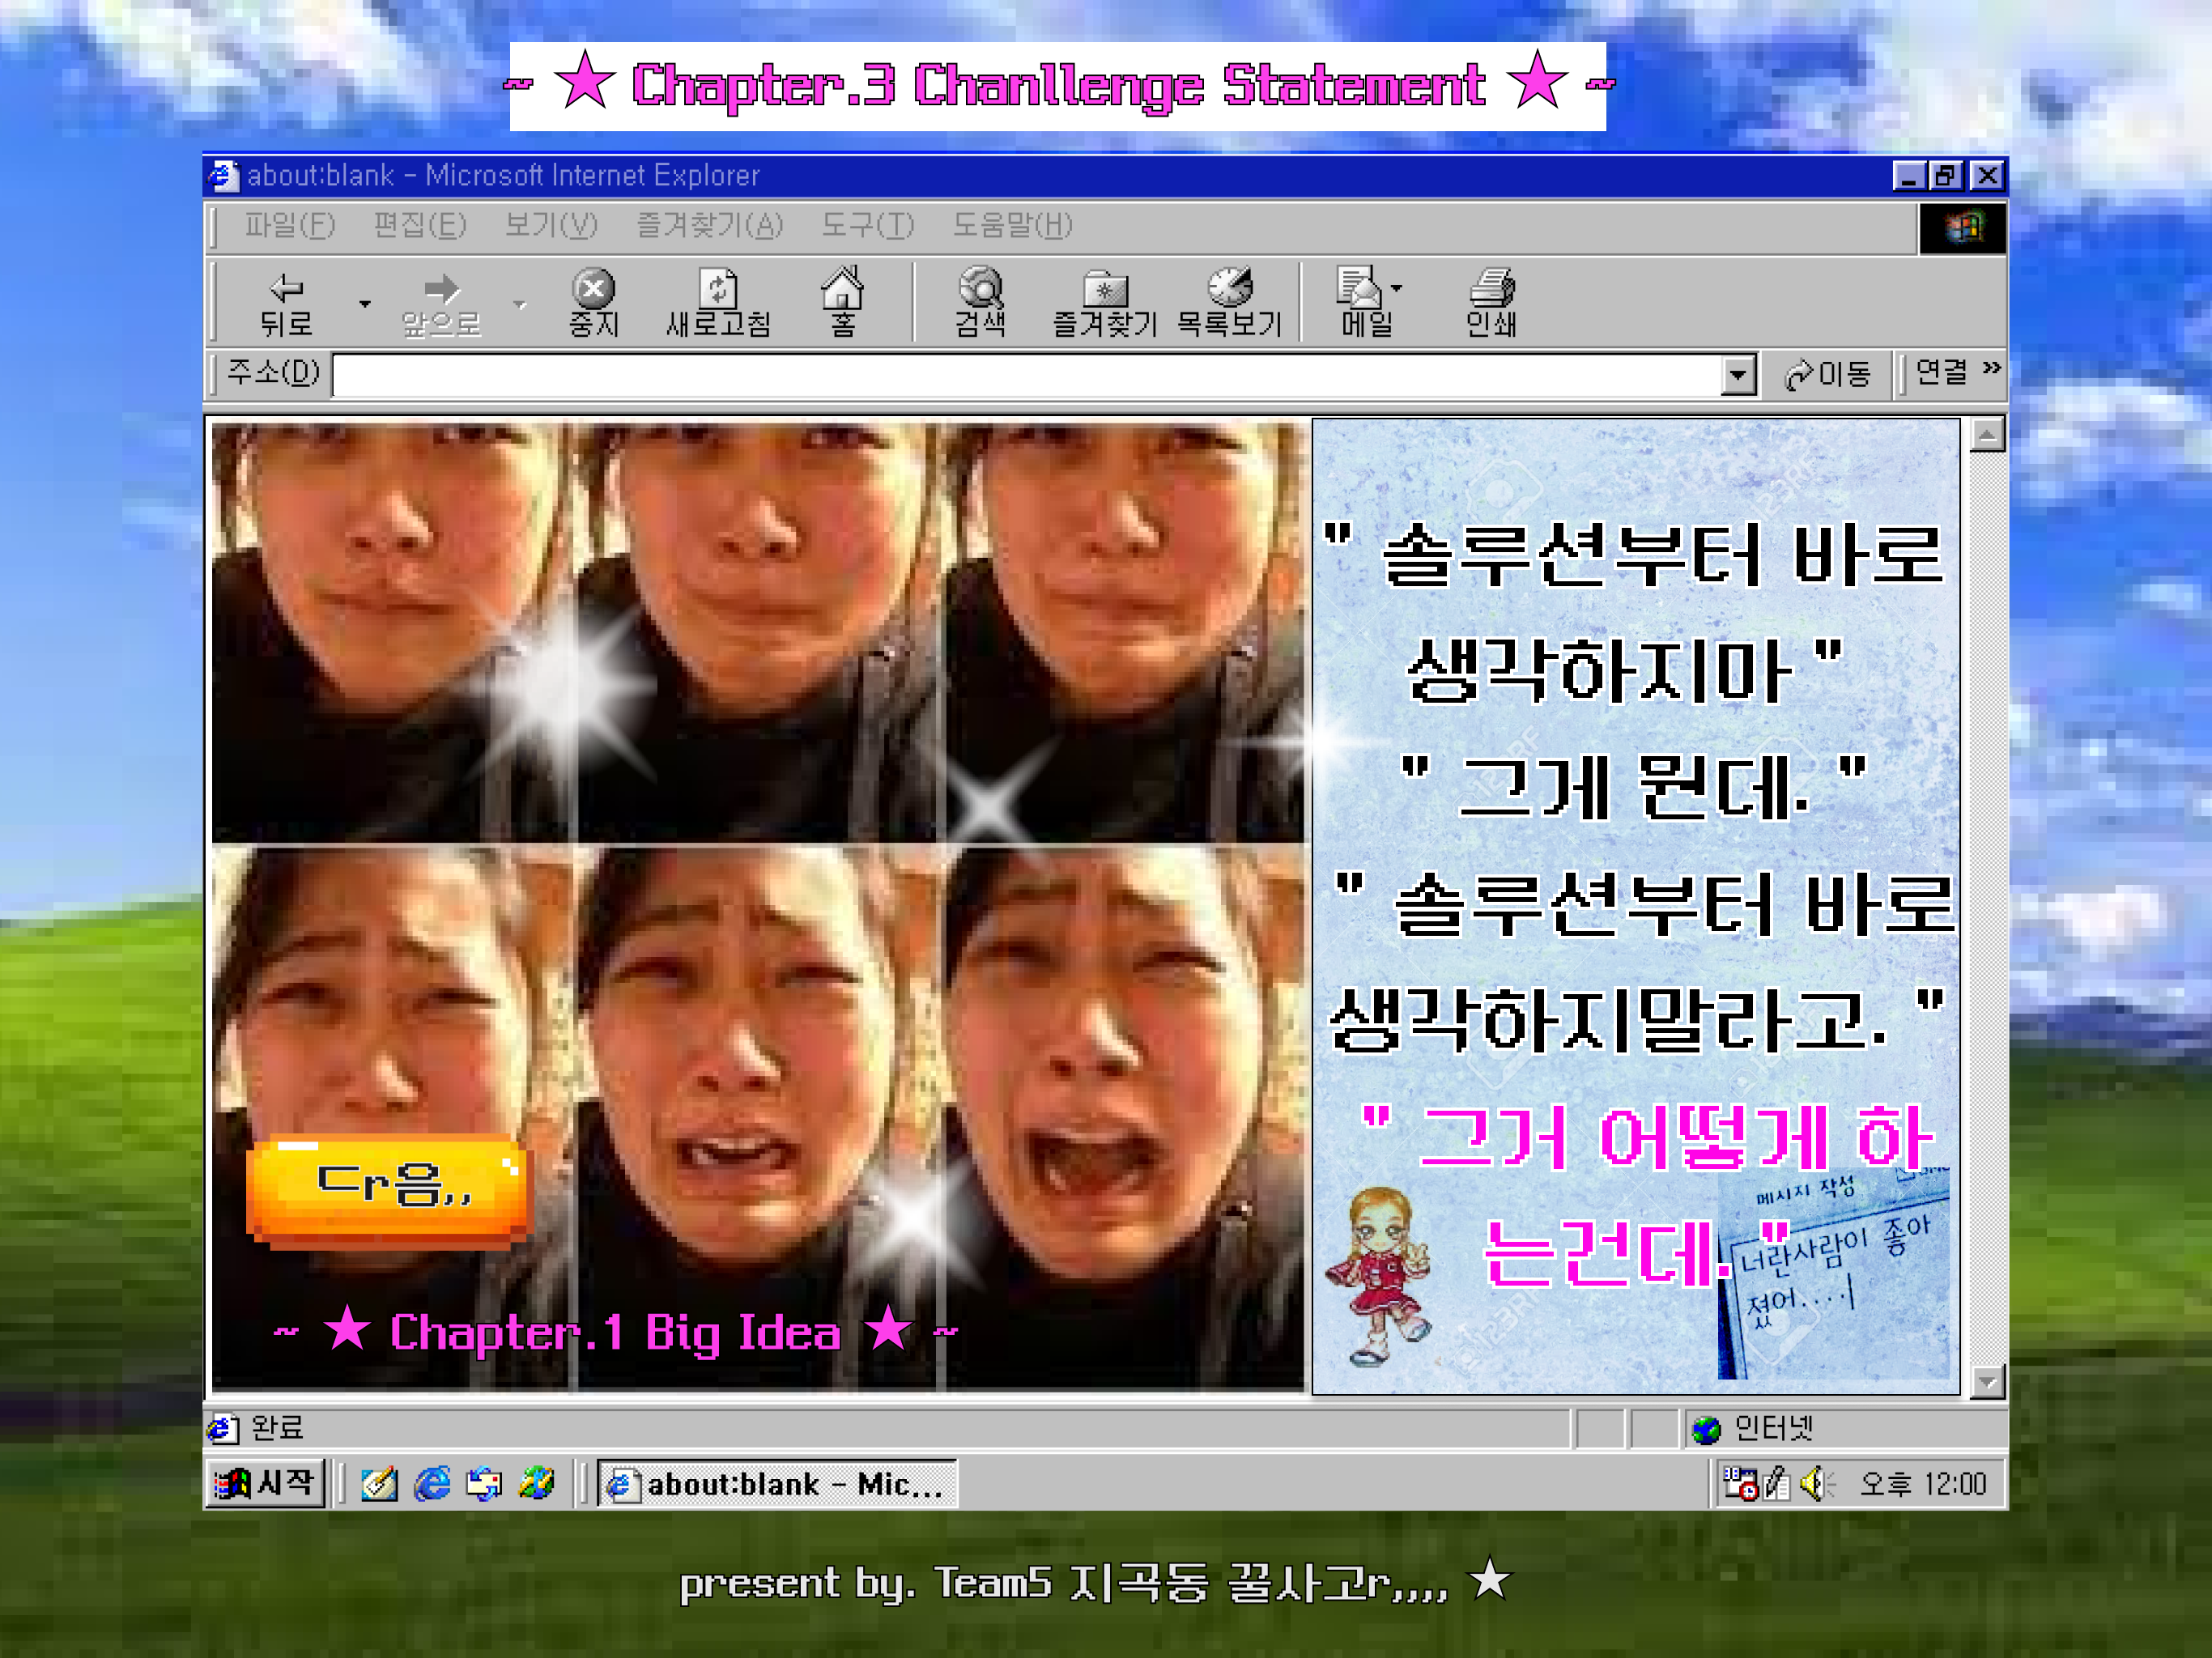 ~ ★ Chapter.3 Chanllenge Statement ★ ~
about:blank - Microsoft Internet Explorer
파일(F) 편집(E) 보기(V) 즐겨찾기(A) 도구(T) 도움말(H)
뒤로 앞으로 중지 새로고침 홈 검색 즐겨찾기 목록보기 메일 인쇄
주소(D) 이동 연결 »
" 솔루션부터 바로
생각하지마 "
" 그게 뭔데. "
" 솔루션부터 바로
생각하지말라고. "
" 그거 어떻게 하
는건데. "
메시지 작성
너란사람이 좋아
졌어....
ㄷr음,,
~ ★ Chapter.1 Big Idea ★ ~
123RF
완료 인터넷
시작 about:blank - Mic... 오후 12:00
present by. Team5 지곡동 꿀사고r,,,, ★